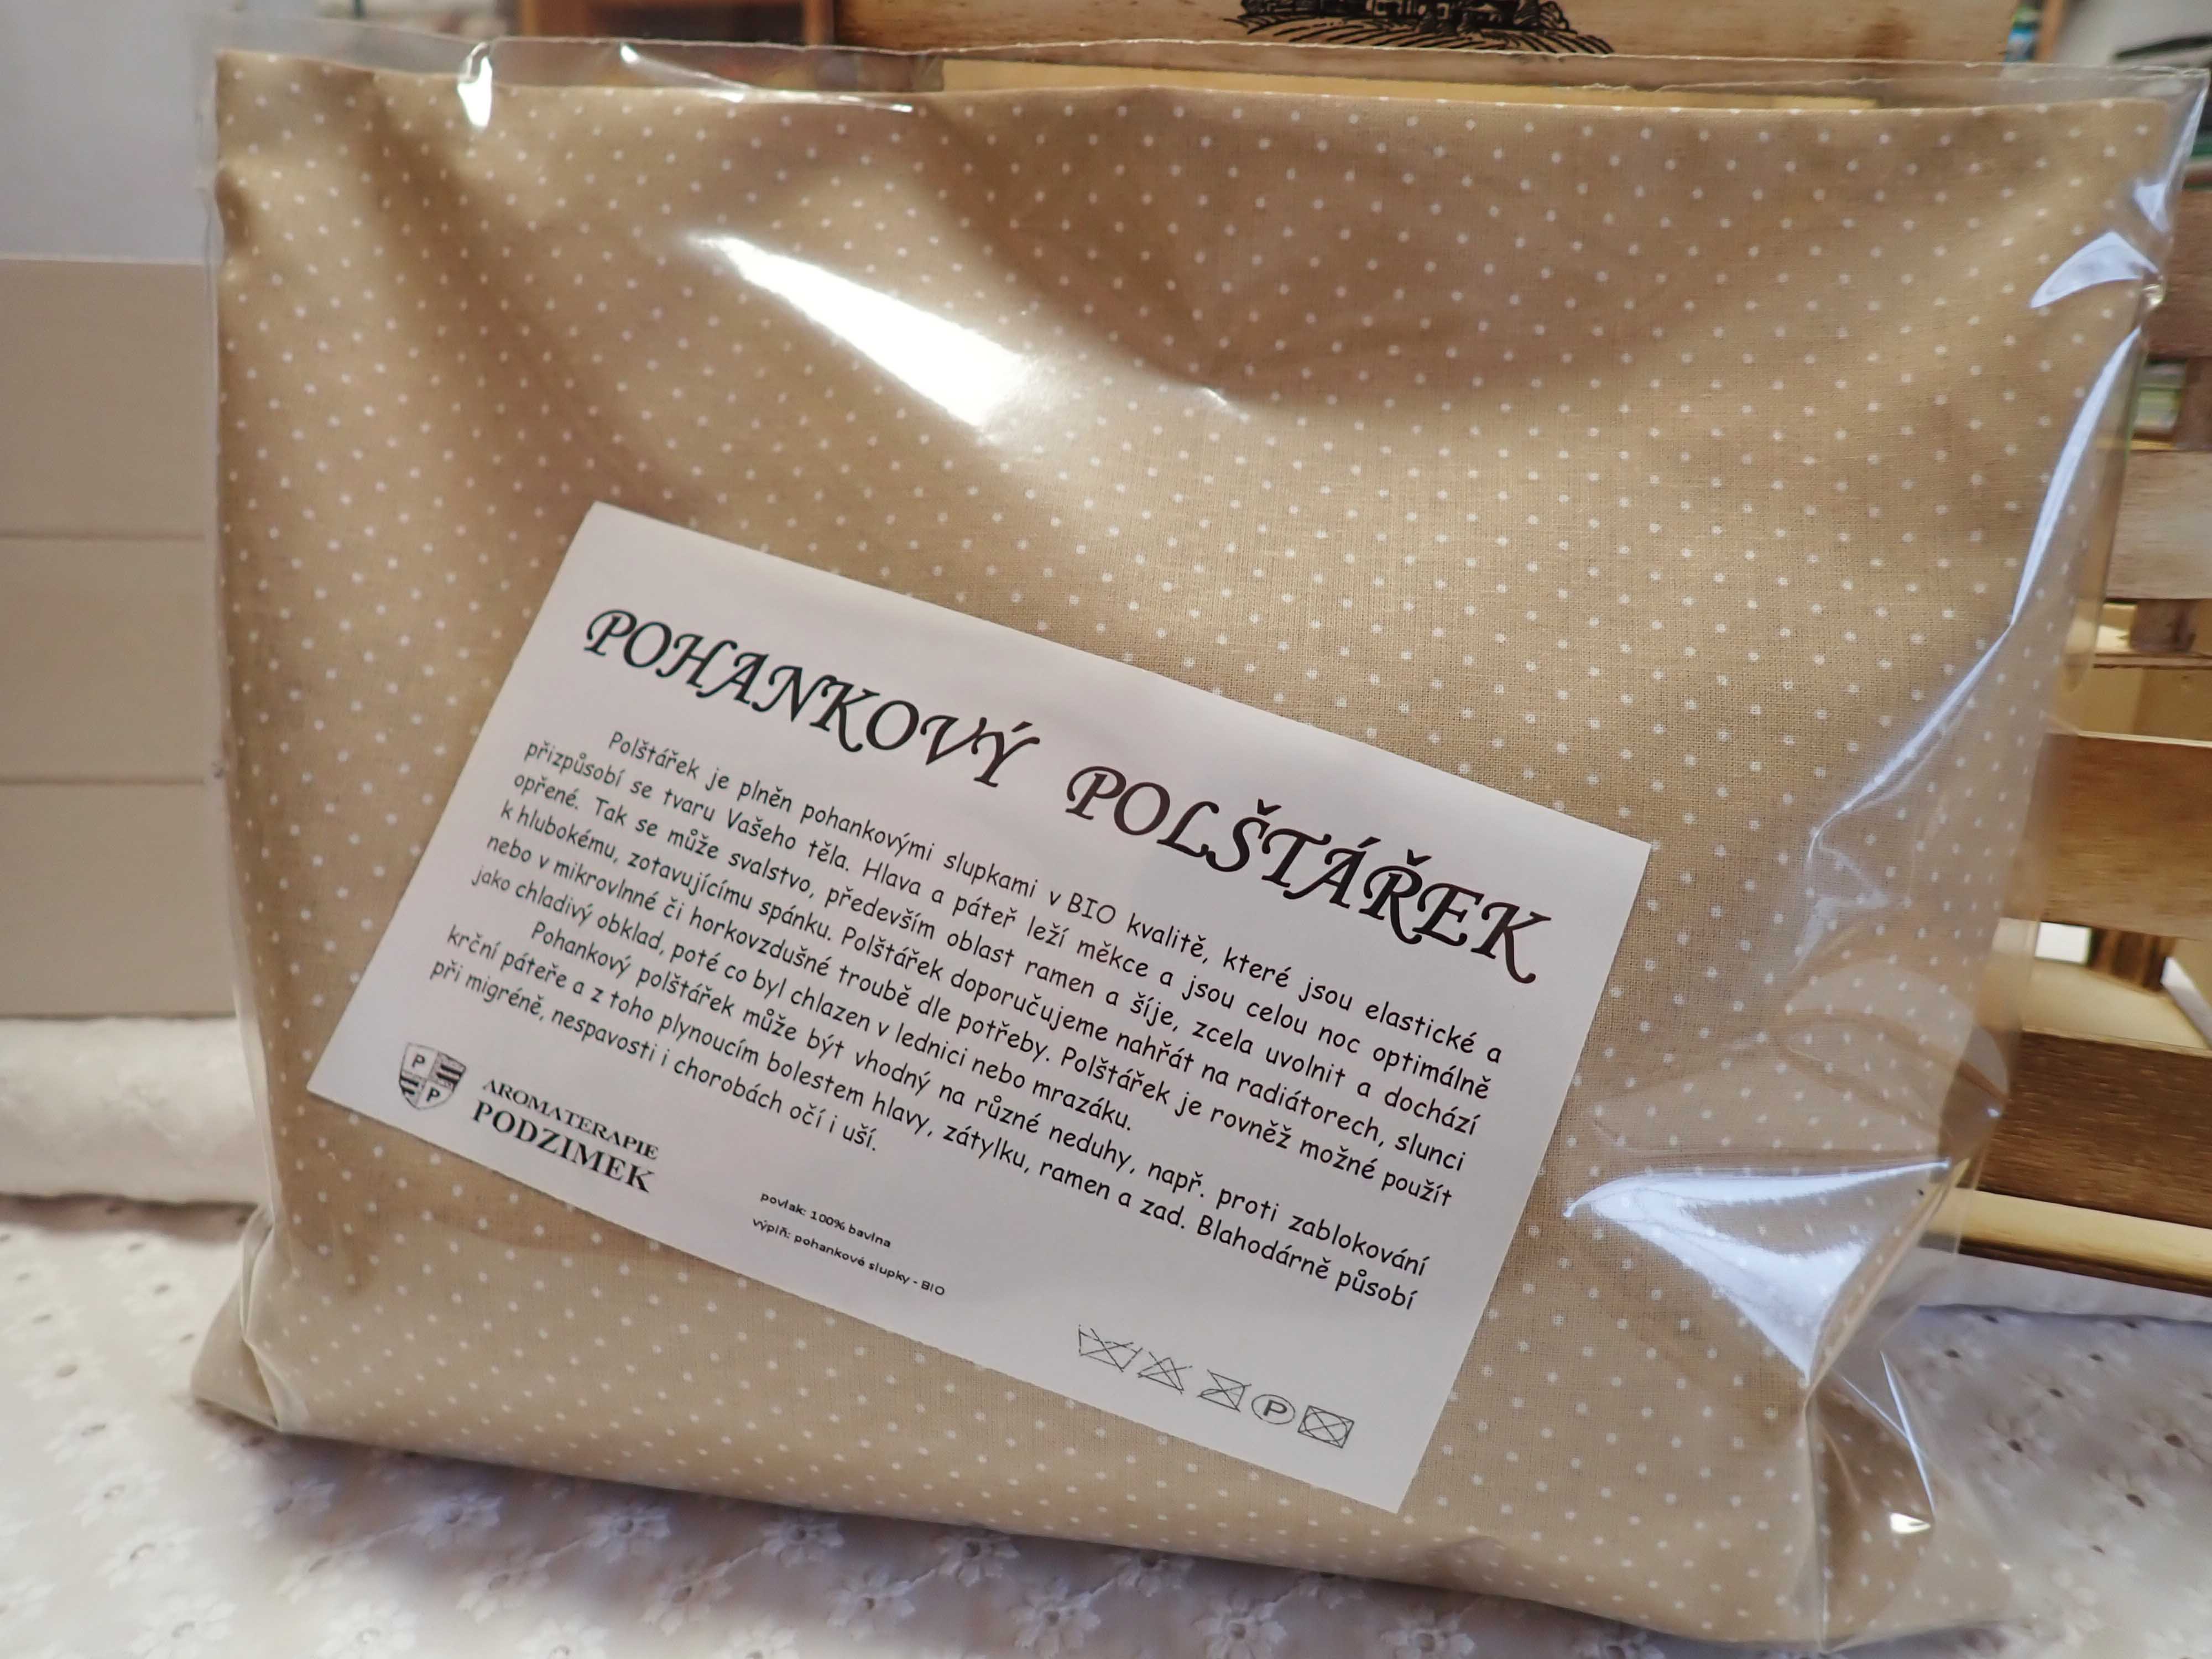 POHANKOVÝ POLŠTÁŘEK
Polštářek je plněn pohankovými slupkami v BIO kvalitě, které jsou elastické a
přizpůsobí se tvaru Vašeho těla. Hlava a páteř leží měkce a jsou celou noc optimálně
opřené. Tak se může svalstvo, především oblast ramen a šíje, zcela uvolnit a dochází
k hlubokému, zotavujícímu spánku. Polštářek doporučujeme nahřát na radiátorech, slunci
nebo v mikrovlnné či horkovzdušné troubě dle potřeby. Polštářek je rovněž možné použít
jako chladivý obklad, poté co byl chlazen v lednici nebo mrazáku.
Pohankový polštářek může být vhodný na různé neduhy, např. proti zablokování
krční páteře a z toho plynoucím bolestem hlavy, zátylku, ramen a zad. Blahodárně působí
při migréně, nespavosti i chorobách očí i uší.
P
P
AROMATERAPIE
PODZIMEK
povlak: 100% bavlna
výplň: pohankové slupky - BIO
P